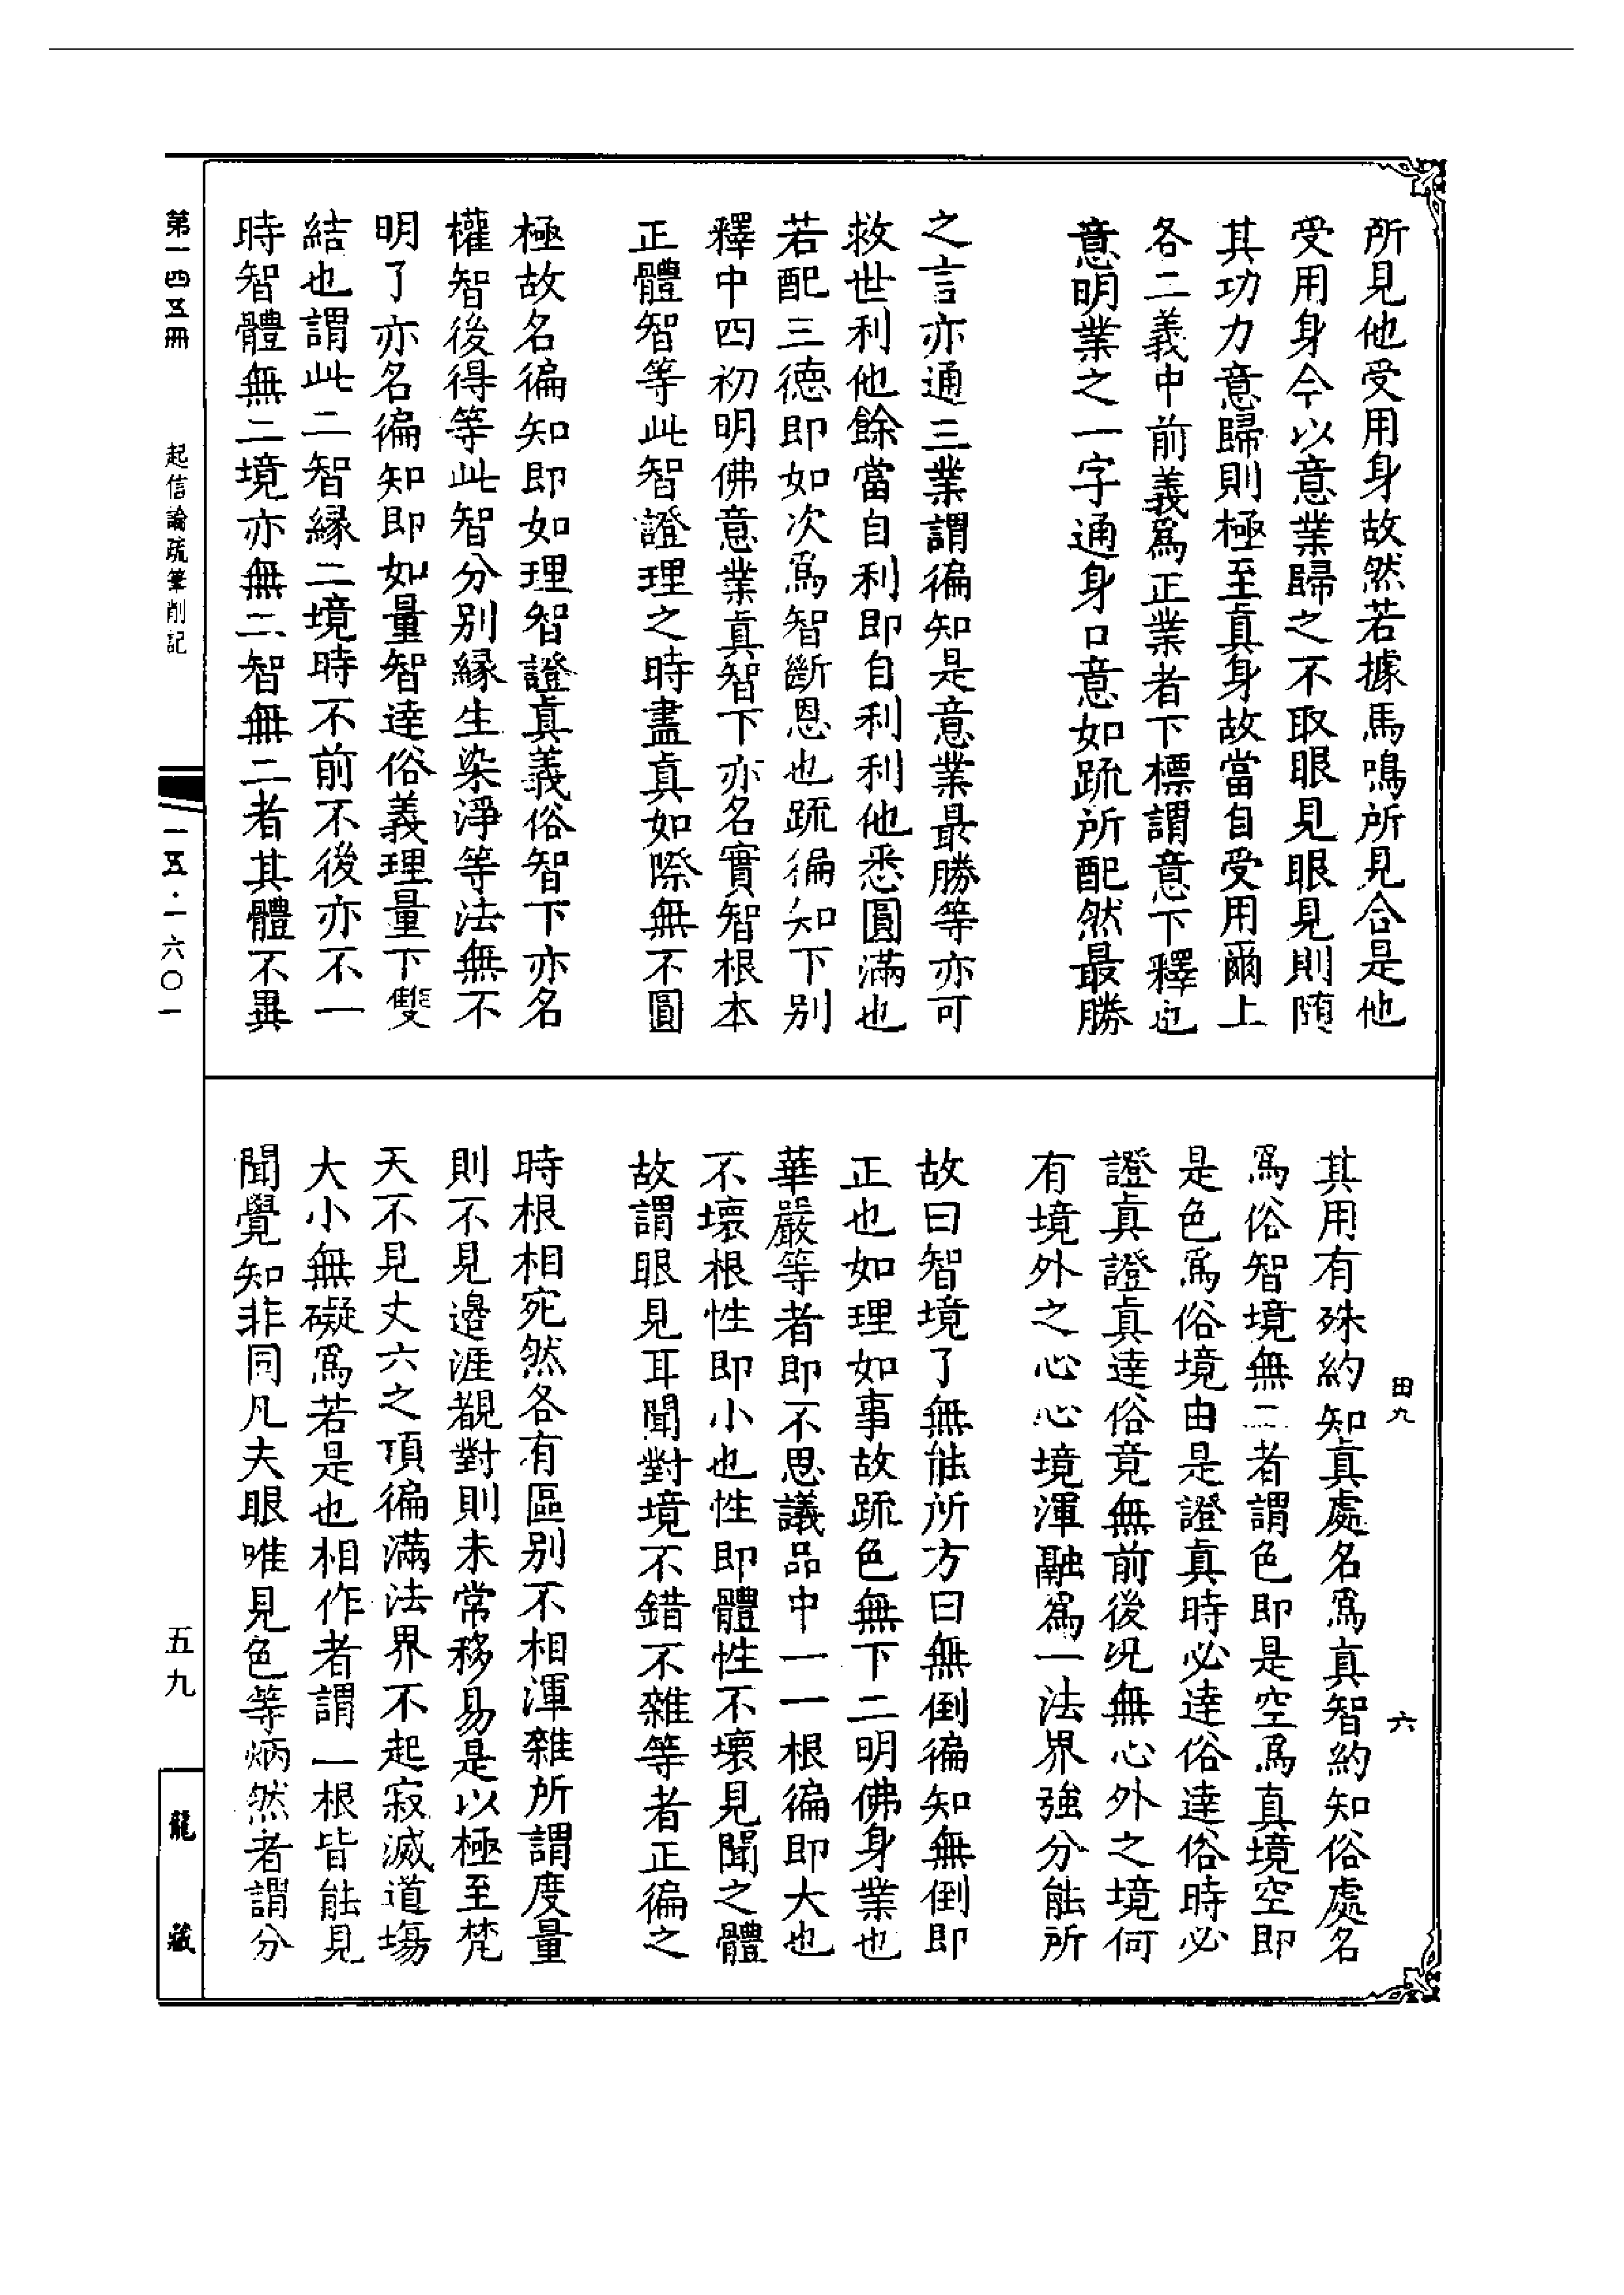 所見他受用身故然若據馬鳴所見合是他
受用身今以意業歸之不取眼見眼見則随
其功力意歸則極至真身故當自受用爾上
各二義中前義爲正業者下標謂意下釋也
意明業之一字通身口意如䟽所配然最勝
之言亦通三業謂徧知是意業最勝等亦可
救世利他餘當自利即自利利他悉圓滿也
若配三德即如次爲智斷恩也䟽徧知下别
釋中四初明佛意業真智下亦名實智根本
正體智等此智證理之時盡真如際無不圓
極故名徧知即如理智證真義俗智下亦名
權智後得等此智分别緣生染淨等法無不
明了亦名徧知即如量智達俗義理量下雙
結也謂此二智緣二境時不前不後亦不一
時智體無二境亦無二智無二者其體不異
其用有殊約知真處名爲真智約知俗處名
爲俗智境無二者謂色即是空爲真境空即
是色爲俗境由是證真時必達俗達俗時必
證真證真達俗竟無前後况無心外之境何
有境外之心心境渾融爲一法界強分能所
故曰智境了無能所方曰無倒徧知無倒即
正也如理如事故䟽色無下二明佛身業也
華嚴等者即不思議品中一一根徧即大也
不壞根性即小也性即體性不壞見聞之體
故謂眼見耳聞對境不錯不雜等者正徧之
時根相宛然各有區别不相渾雜所謂度量
則不見邊涯覩對則未常移易是以極至梵
天不見丈六之頂徧滿法界不起寂滅道場
大小無礙爲若是也相作者謂一根皆能見
聞覺知非同凡夫眼唯見色等炳然者謂分
田九
六
第一四五冊
起信論疏筆削記
一五·一六〇一
五九
龍藏